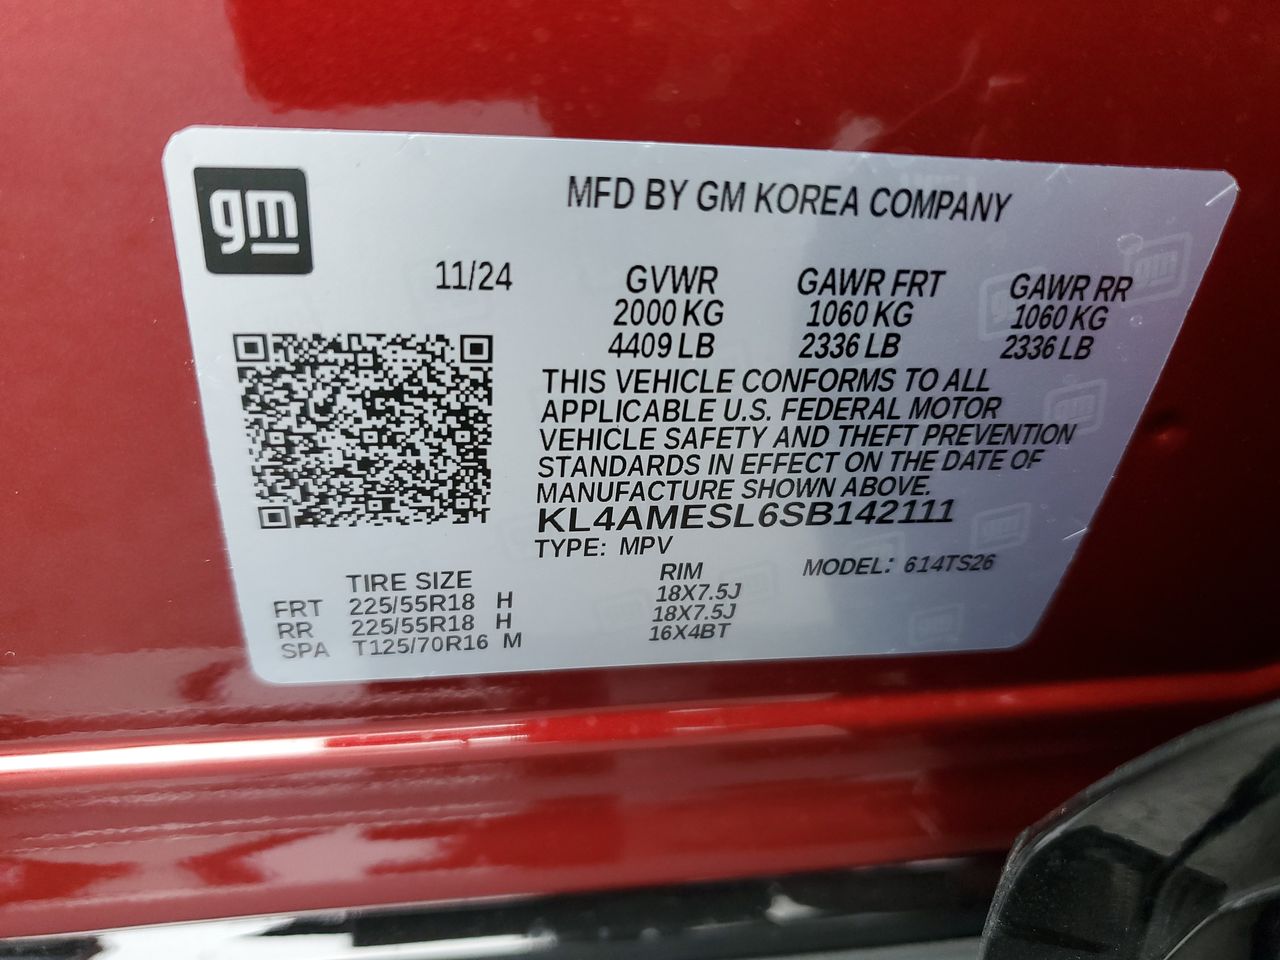 gm
MFD BY GM KOREA COMPANY
11/24 GVWR GAWR FRT GAWR RR
2000 KG 1060 KG 1060 KG
4409 LB 2336 LB 2336 LB
THIS VEHICLE CONFORMS TO ALL
APPLICABLE U.S. FEDERAL MOTOR
VEHICLE SAFETY AND THEFT PREVENTION
STANDARDS IN EFFECT ON THE DATE OF
MANUFACTURE SHOWN ABOVE.
KL4AMESL6SB142111
TYPE: MPV
MODEL: 614TS26
TIRE SIZE RIM
FRT 225/55R18 H 18X7.5J
RR 225/55R18 H 18X7.5J
SPA T125/70R16 M 16X4BT